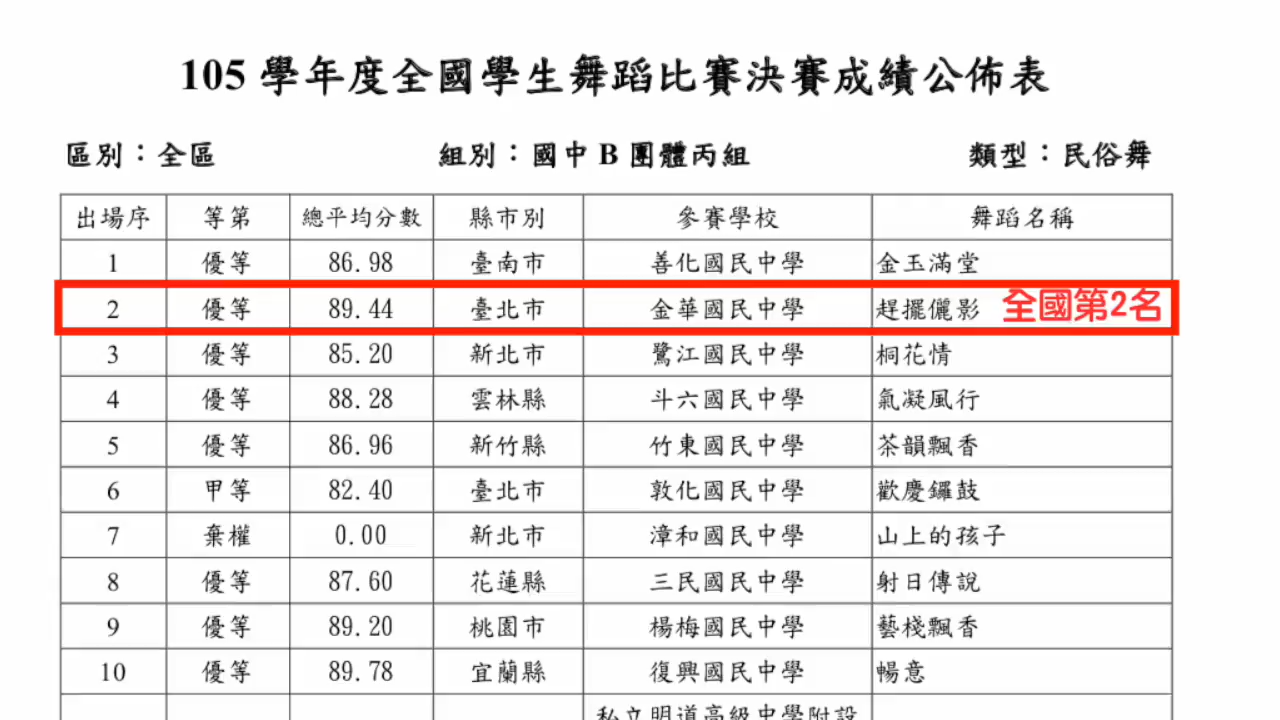 105 學年度全國學生舞蹈比賽決賽成績公佈表
區別：全區 組別：國中 B 團體丙組 類型：民俗舞
出場序 等第 總平均分數 縣市別 參賽學校 舞蹈名稱
1 優等 86.98 臺南市 善化國民中學 金玉滿堂
2 優等 89.44 臺北市 金華國民中學 趕擺儷影 全國第2名
3 優等 85.20 新北市 鷺江國民中學 桐花情
4 優等 88.28 雲林縣 斗六國民中學 氣凝風行
5 優等 86.96 新竹縣 竹東國民中學 茶韻飄香
6 甲等 82.40 臺北市 敦化國民中學 歡慶鑼鼓
7 棄權 0.00 新北市 漳和國民中學 山上的孩子
8 優等 87.60 花蓮縣 三民國民中學 射日傳說
9 優等 89.20 桃園市 楊梅國民中學 藝棧飄香
10 優等 89.78 宜蘭縣 復興國民中學 暢意
私立明道高級中學附設